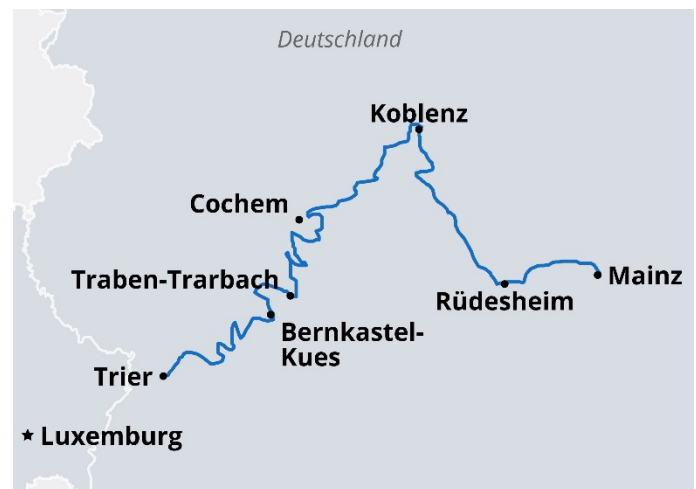 Deutschland
Koblenz
Cochem
Traben-Trarbach
Mainz
Rüdesheim
Bernkastel-
Kues
Trier
Luxemburg